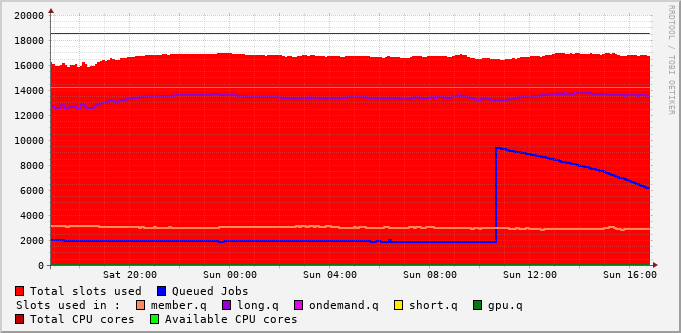 20000
18000
16000
14000
12000
10000
8000
6000
4000
2000
0
Sat 20:00 Sun 00:00 Sun 04:00 Sun 08:00 Sun 12:00 Sun 16:00
Total slots used Queued Jobs
Slots used in : member.q long.q ondemand.q short.q gpu.q
Total CPU cores Available CPU cores
RRDTOOL / TOBI OETIKER